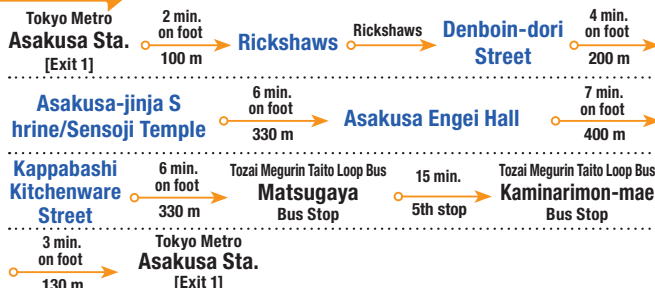 Tokyo Metro
Asakusa Sta.
[Exit 1]
2 min.
on foot
100 m
Rickshaws
Rickshaws
Denboin-dori
Street
4 min.
on foot
200 m
Asakusa-jinja S
hrine/Sensoji Temple
6 min.
on foot
330 m
Asakusa Engei Hall
7 min.
on foot
400 m
Kappabashi
Kitchenware
Street
6 min.
on foot
330 m
Tozai Megurin Taito Loop Bus
Matsugaya
Bus Stop
15 min.
5th stop
Tozai Megurin Taito Loop Bus
Kaminarimon-mae
Bus Stop
3 min.
on foot
130 m
Tokyo Metro
Asakusa Sta.
[Exit 1]